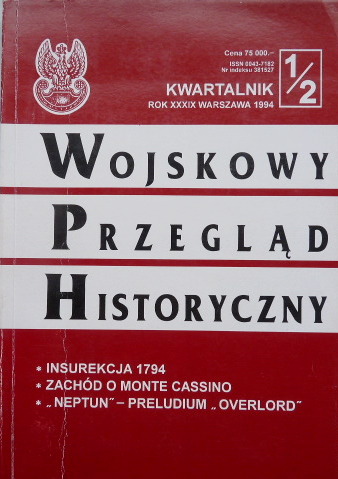 Cena 75 000.–
ISSN 0043-7182
Nr indeksu 381527
1/2
KWARTALNIK
ROK XXXIX WARSZAWA 1994
WOJSKOWY
PRZEGLĄD
HISTORYCZNY
* INSUREKCJA 1794
* ZACHÓD O MONTE CASSINO
* „NEPTUN” – PRELUDIUM „OVERLORD”